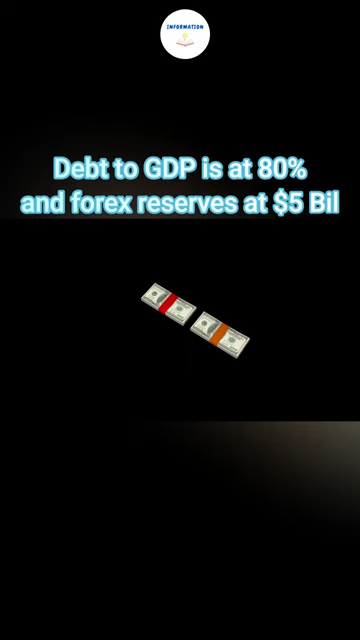 INFORMATION
Debt to GDP is at 80%
and forex reserves at $5 Bil